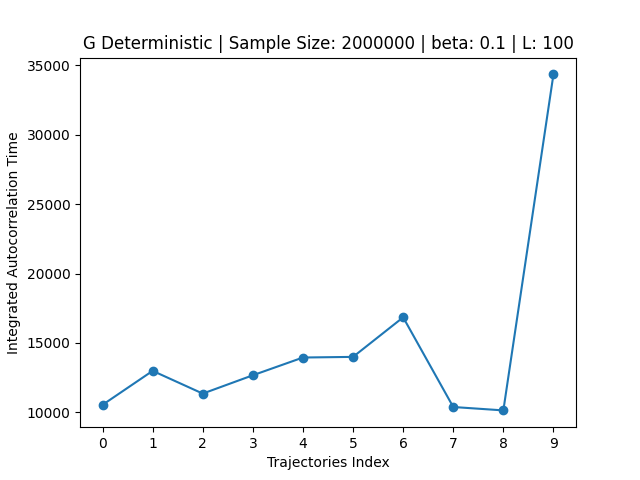 G Deterministic | Sample Size: 2000000 | beta: 0.1 | L: 100
35000
30000
25000
20000
15000
10000
Integrated Autocorrelation Time
0 1 2 3 4 5 6 7 8 9
Trajectories Index